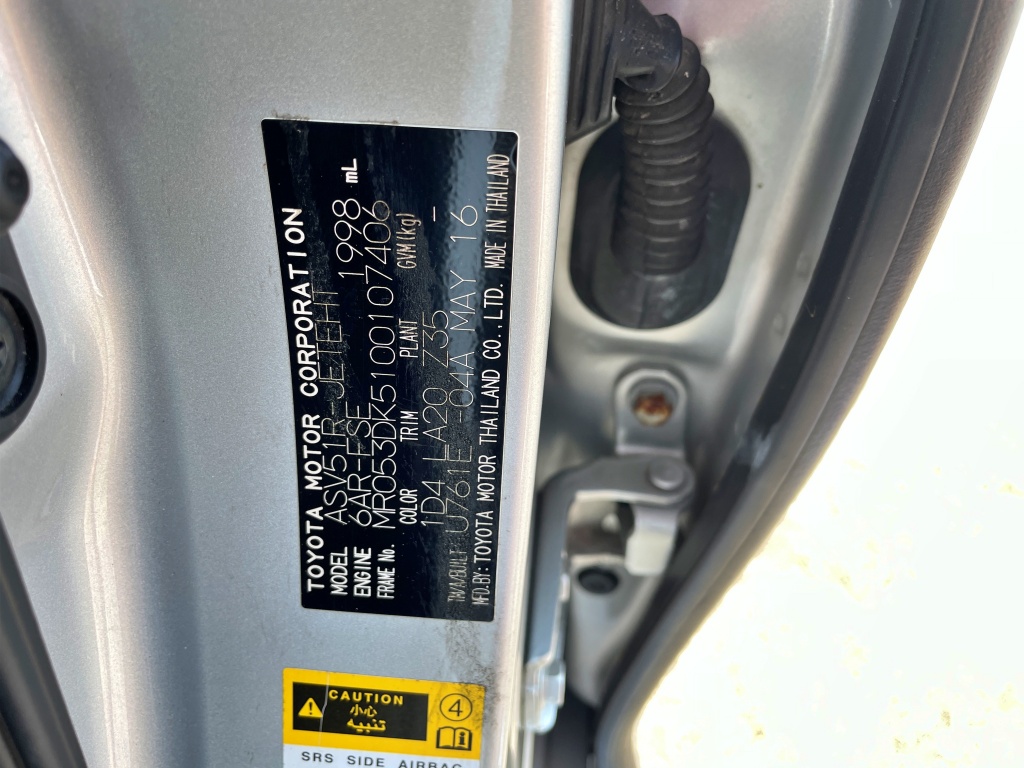 TOYOTA MOTOR CORPORATION
MODEL ASV51R-JETEHT
ENGINE 6AR-FSE 1998 mL
FRAME No. MR053DK5100107406
COLOR TRIM PLANT GVM(kg)
1D4 LA20 Z35 -
T/A/BUILT U761E -04A MAY 16
MFD.BY: TOYOTA MOTOR THAILAND CO., LTD. MADE IN THAILAND
CAUTION
小心
تنبيه
4
SRS SIDE AIRBAG